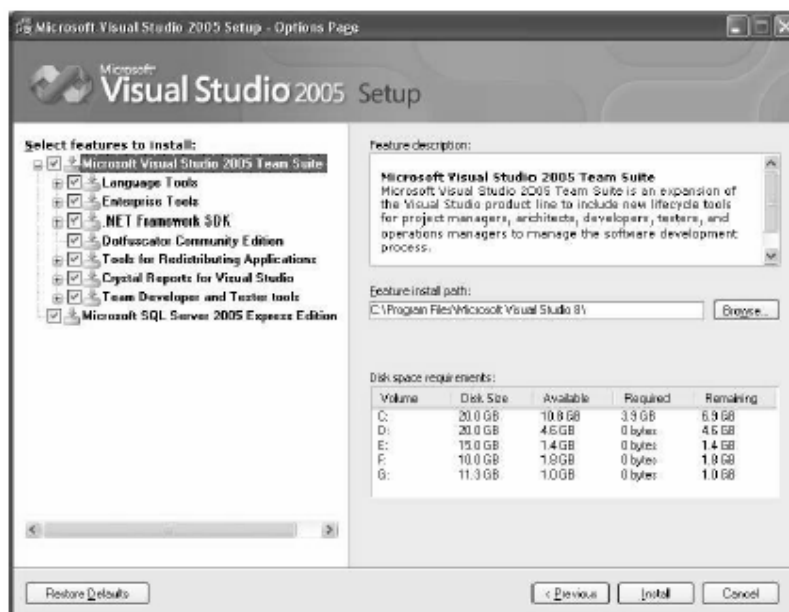 Microsoft Visual Studio 2005 Setup - Options Page
Microsoft
Visual Studio 2005 Setup
Select features to install:
Microsoft Visual Studio 2005 Team Suite
Language Tools
Enterprise Tools
.NET Framework SDK
Dotfuscator Community Edition
Tools for Redistributing Applications
Crystal Reports for Visual Studio
Team Developer and Tester tools
Microsoft SQL Server 2005 Express Edition
Feature description:
Microsoft Visual Studio 2005 Team Suite
Microsoft Visual Studio 2005 Team Suite is an expansion of
the Visual Studio product line to include new lifecycle tools
for project managers, architects, developers, testers, and
operations managers to manage the software development
process.
Feature install path:
C:\Program Files\Microsoft Visual Studio 8\
Browse...
Disk space requirements:
Volume Disk Size Available Required Remaining
C: 20.0 GB 10.8 GB 3.9 GB 6.9 GB
D: 20.0 GB 4.6 GB 0 bytes 4.6 GB
E: 15.0 GB 1.4 GB 0 bytes 1.4 GB
F: 10.0 GB 1.8 GB 0 bytes 1.8 GB
G: 11.3 GB 1.0 GB 0 bytes 1.0 GB
Restore Defaults
< Previous
Install
Cancel